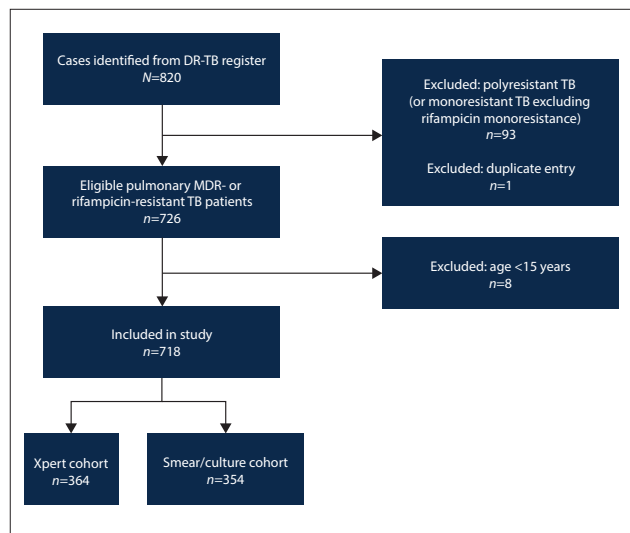 Cases identified from DR-TB register
N=820
Excluded: polyresistant TB
(or monoresistant TB excluding
rifampicin monoresistance)
n=93
Excluded: duplicate entry
n=1
Eligible pulmonary MDR- or
rifampicin-resistant TB patients
n=726
Excluded: age <15 years
n=8
Included in study
n=718
Xpert cohort
n=364
Smear/culture cohort
n=354